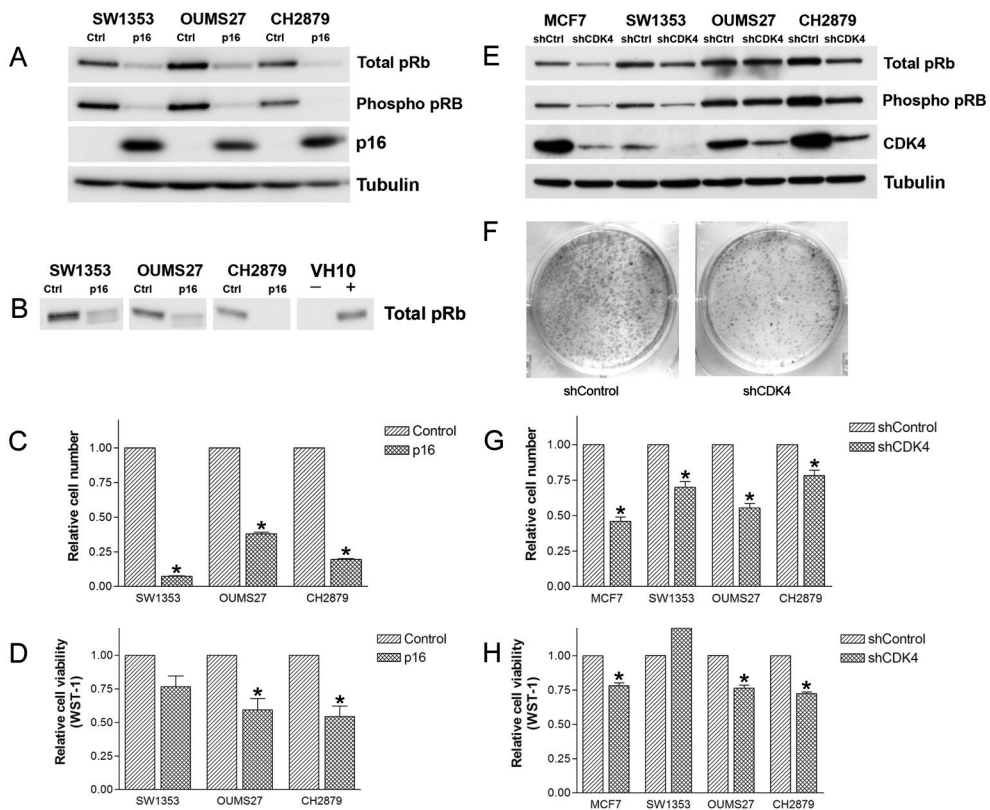 A
SW1353 OUMS27 CH2879
Ctrl p16 Ctrl p16 Ctrl p16
Total pRb
Phospho pRB
p16
Tubulin
B
SW1353 OUMS27 CH2879 VH10
Ctrl p16 Ctrl p16 Ctrl p16 – +
Total pRb
C
Relative cell number
1.00
0.75
0.50
0.25
0.00
* * *
SW1353 OUMS27 CH2879
Control
p16
D
Relative cell viability
(WST-1)
1.00
0.75
0.50
0.25
0.00
* *
SW1353 OUMS27 CH2879
Control
p16
E
MCF7 SW1353 OUMS27 CH2879
shCtrl shCDK4 shCtrl shCDK4 shCtrl shCDK4 shCtrl shCDK4
Total pRb
Phospho pRB
CDK4
Tubulin
F
shControl shCDK4
G
Relative cell number
1.00
0.75
0.50
0.25
0.00
* * * *
MCF7 SW1353 OUMS27 CH2879
shControl
shCDK4
H
Relative cell viability
(WST-1)
1.00
0.75
0.50
0.25
0.00
* * *
MCF7 SW1353 OUMS27 CH2879
shControl
shCDK4